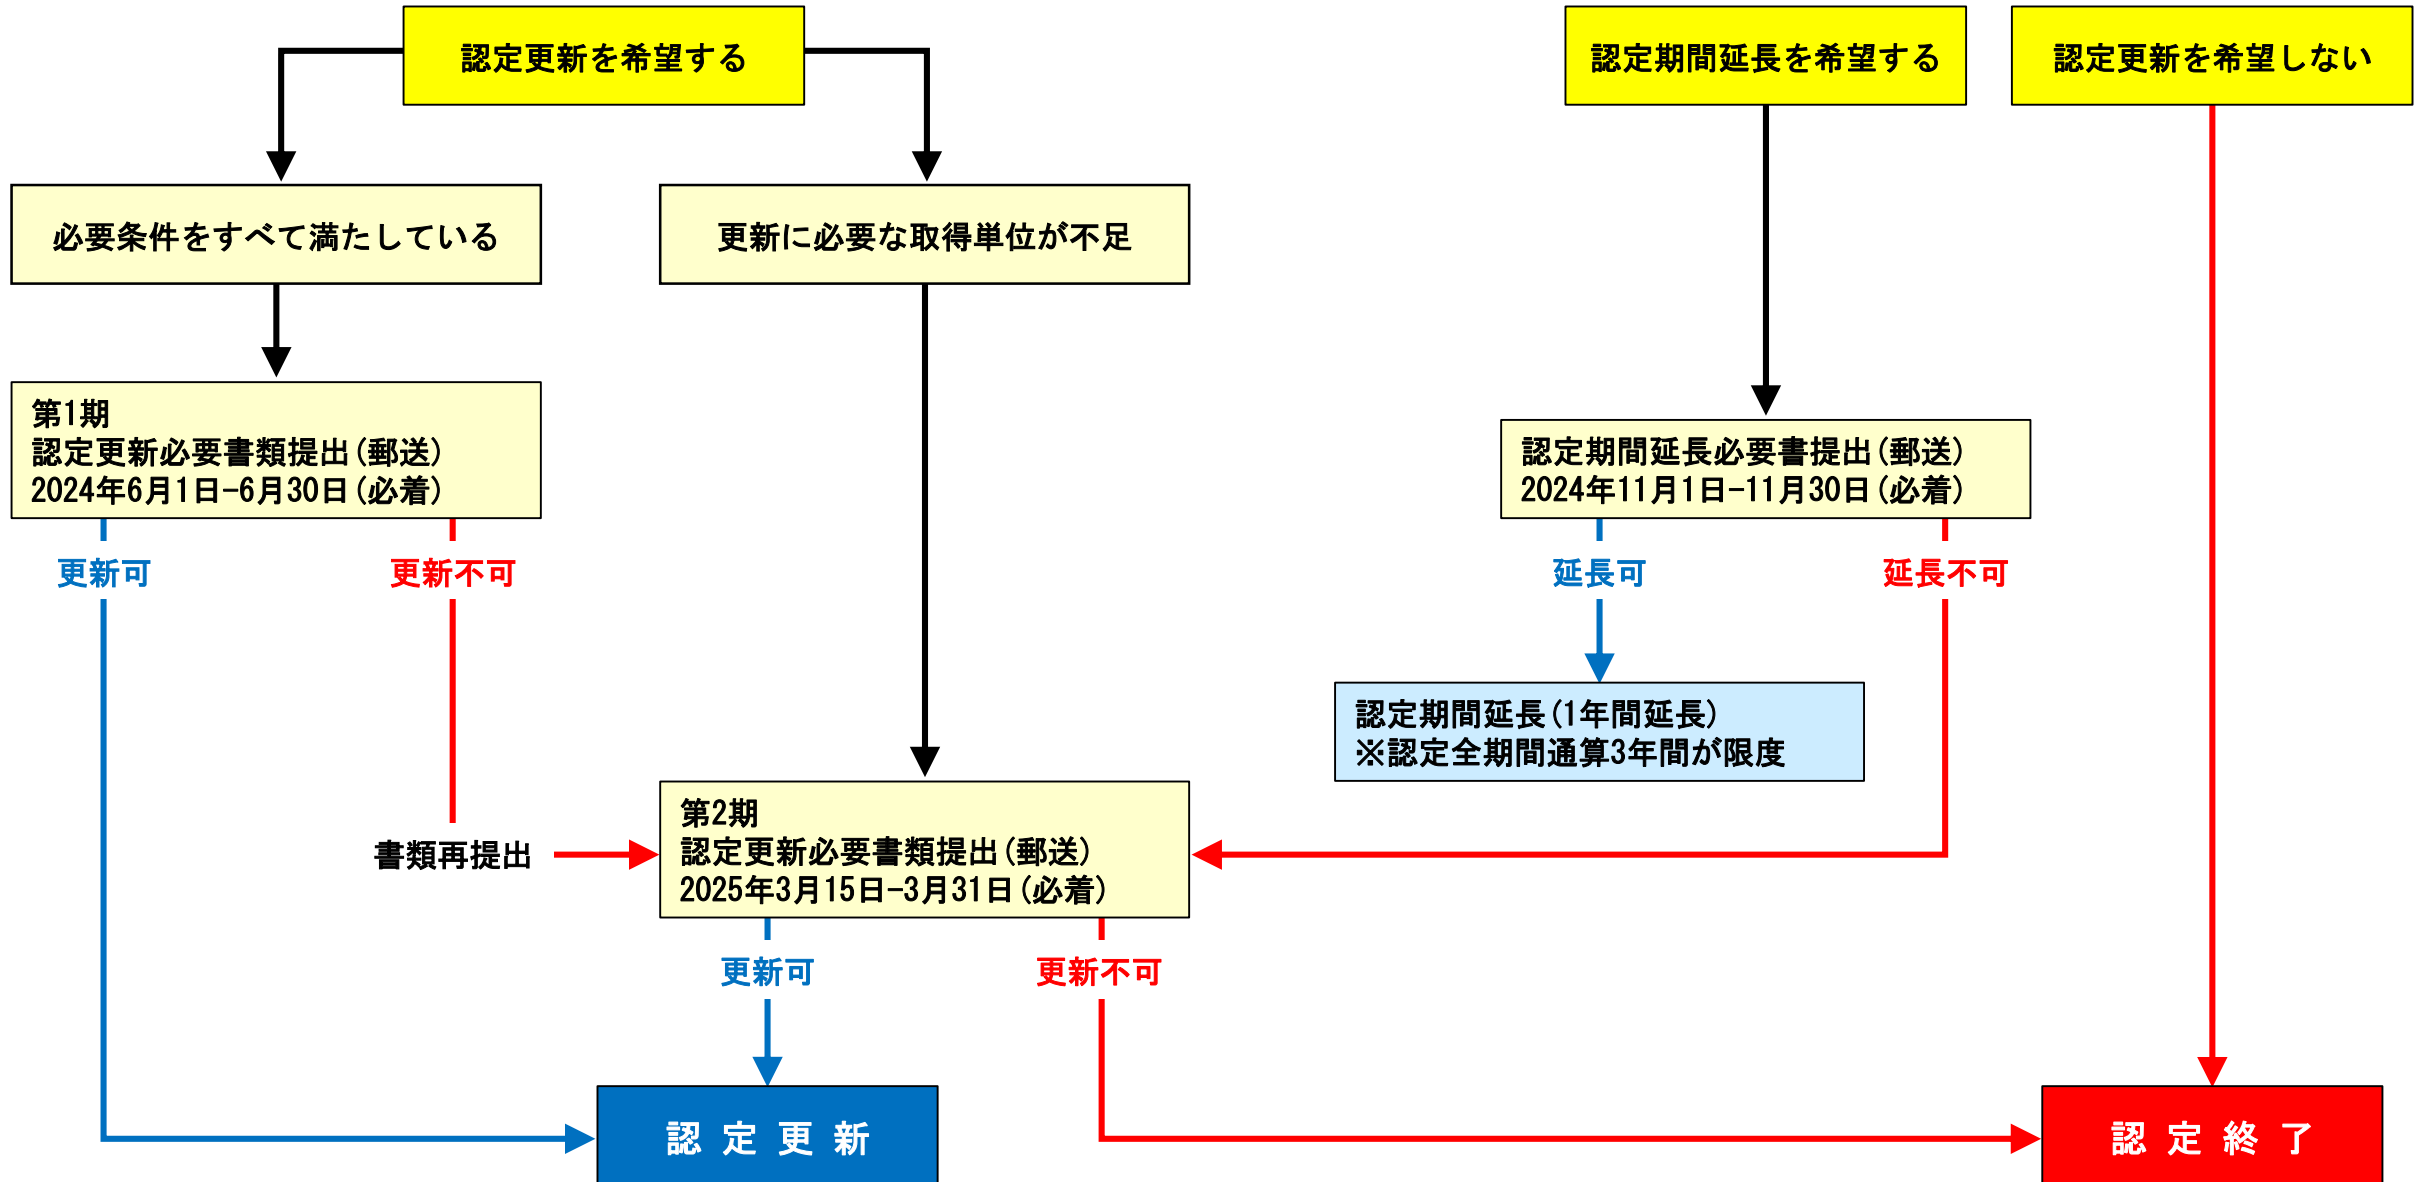 認定更新を希望する
認定期間延長を希望する
認定更新を希望しない
必要条件をすべて満たしている
更新に必要な取得単位が不足
第1期
認定更新必要書類提出(郵送)
2024年6月1日-6月30日(必着)
認定期間延長必要書提出(郵送)
2024年11月1日-11月30日(必着)
更新可
更新不可
延長可
延長不可
認定期間延長(1年間延長)
※認定全期間通算3年間が限度
書類再提出
第2期
認定更新必要書類提出(郵送)
2025年3月15日-3月31日(必着)
更新可
更新不可
認定更新
認定終了